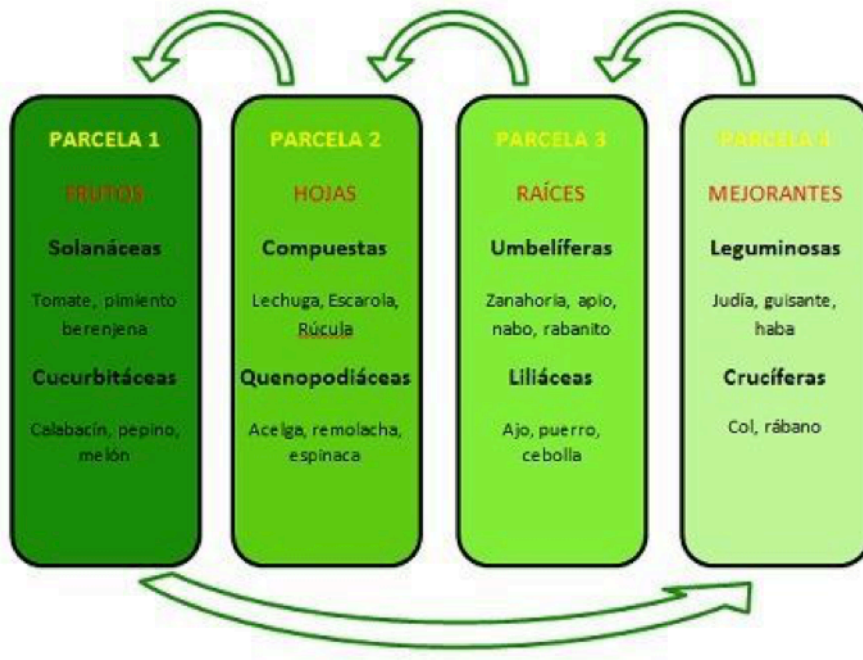 PARCELA 1
FRUTOS
Solanáceas
Tomate, pimiento
berenjena
Cucurbitáceas
Calabacín, pepino,
melón
PARCELA 2
HOJAS
Compuestas
Lechuga, Escarola,
Rúcula
Quenopodiáceas
Acelga, remolacha,
espinaca
PARCELA 3
RAÍCES
Umbelíferas
Zanahoria, apio,
nabo, rabanito
Liliáceas
Ajo, puerro,
cebolla
PARCELA 4
MEJORANTES
Leguminosas
Judía, guisante,
haba
Crucíferas
Col, rábano